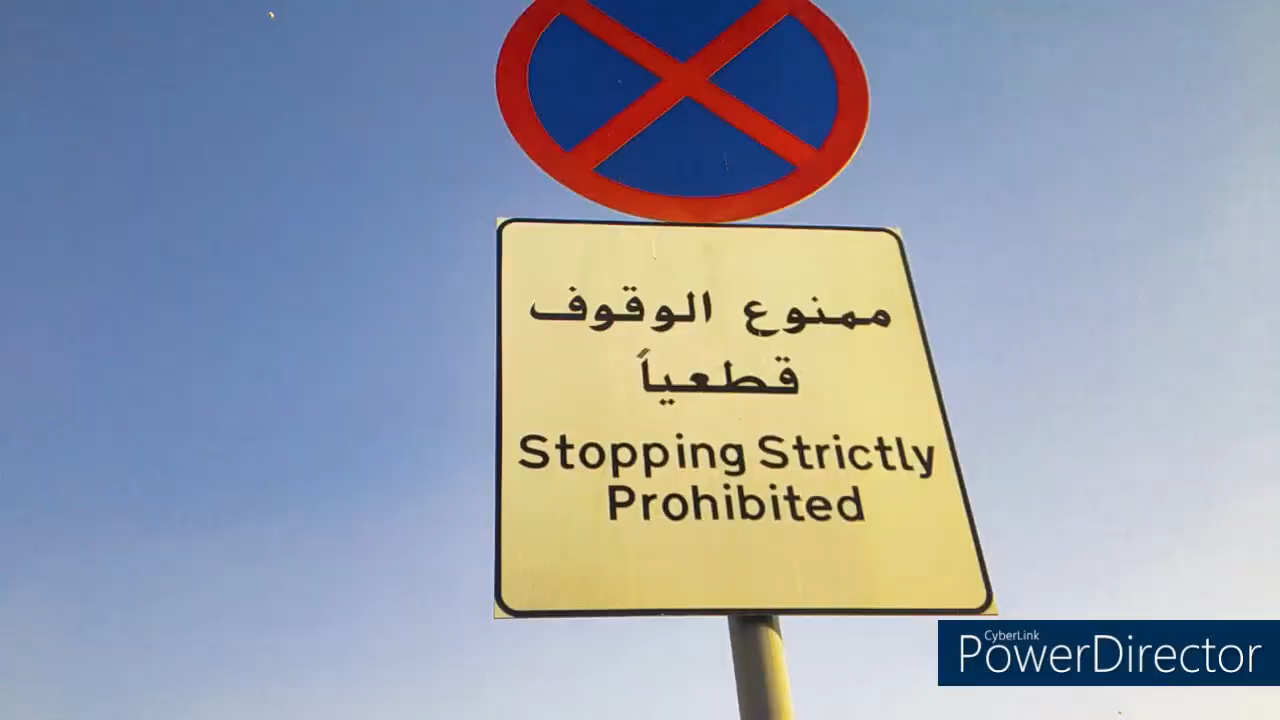 ممنوع الوقوف
قطعياً
Stopping Strictly
Prohibited
CyberLink
PowerDirector